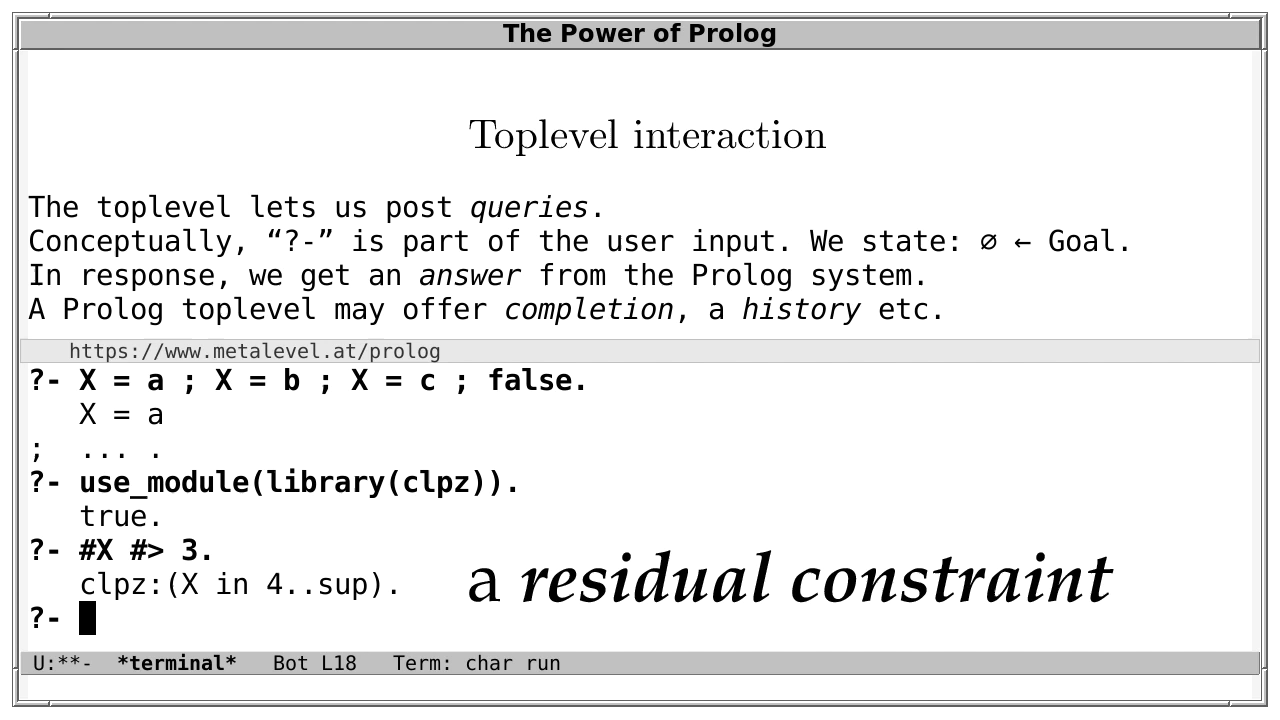 The Power of Prolog
Toplevel interaction
The toplevel lets us post queries.
Conceptually, “?-” is part of the user input. We state: ∅ ← Goal.
In response, we get an answer from the Prolog system.
A Prolog toplevel may offer completion, a history etc.
https://www.metalevel.at/prolog
?- X = a ; X = b ; X = c ; false.
X = a
; ... .
?- use_module(library(clpz)).
true.
?- #X #> 3.
clpz:(X in 4..sup).
a residual constraint
?-
U:**- *terminal* Bot L18 Term: char run